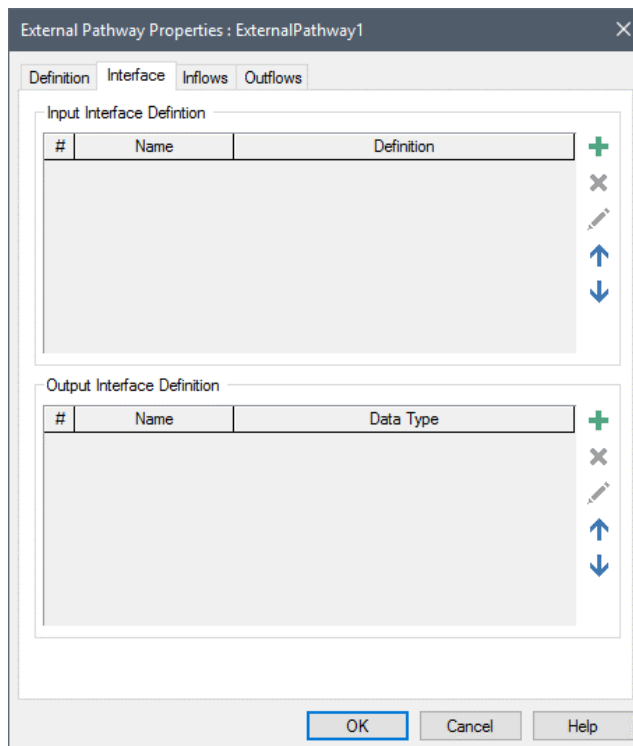 External Pathway Properties : ExternalPathway1
Definition Interface Inflows Outflows
Input Interface Defintion
# Name Definition
Output Interface Definition
# Name Data Type
OK Cancel Help